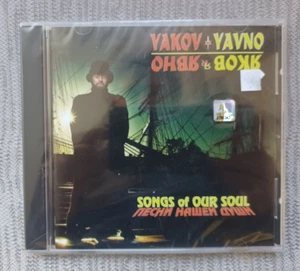 YAKOV YAVNO
ЯКОВ ЯВНО
SONGS of OUR SOUL
ПЕСНИ НАШЕЙ ДУШИ